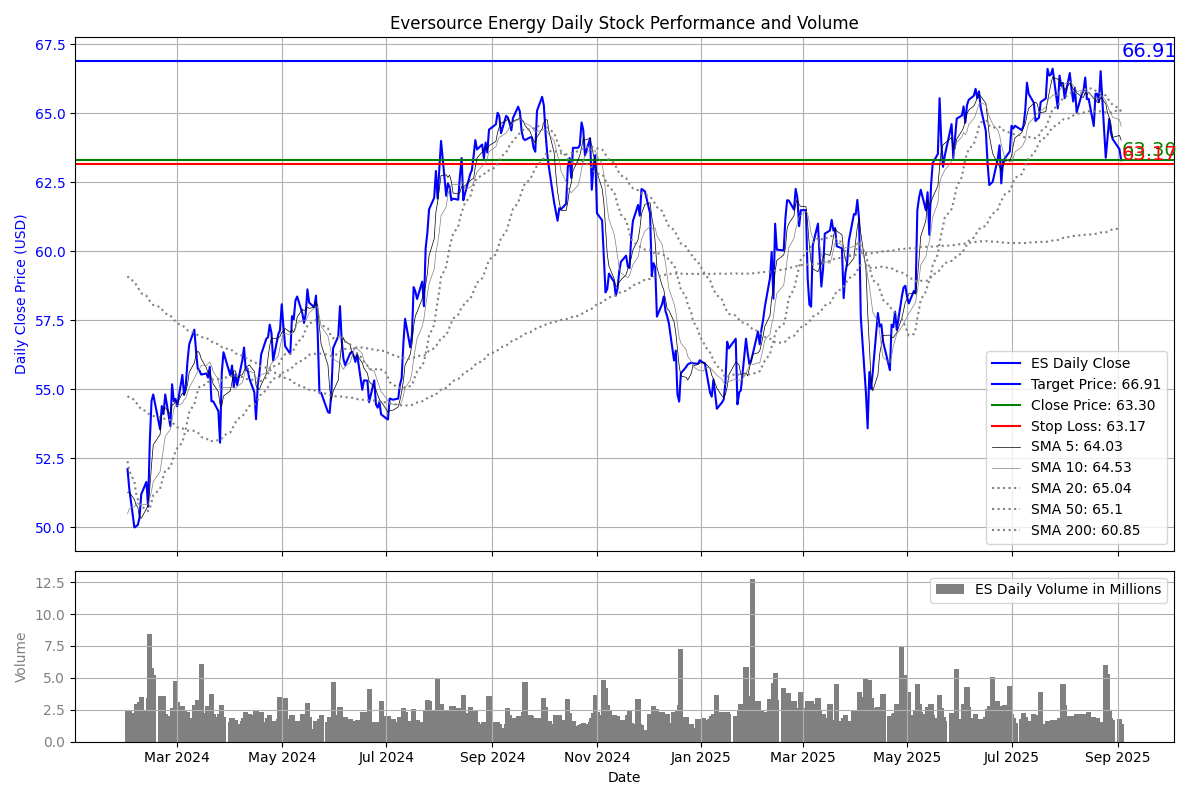 Eversource Energy Daily Stock Performance and Volume
Daily Close Price (USD)
67.5
65.0
62.5
60.0
57.5
55.0
52.5
50.0
66.91
63.30
63.17
ES Daily Close
Target Price: 66.91
Close Price: 63.30
Stop Loss: 63.17
SMA 5: 64.03
SMA 10: 64.53
SMA 20: 65.04
SMA 50: 65.1
SMA 200: 60.85
Volume
12.5
10.0
7.5
5.0
2.5
0.0
ES Daily Volume in Millions
Mar 2024
May 2024
Jul 2024
Sep 2024
Nov 2024
Jan 2025
Mar 2025
May 2025
Jul 2025
Sep 2025
Date